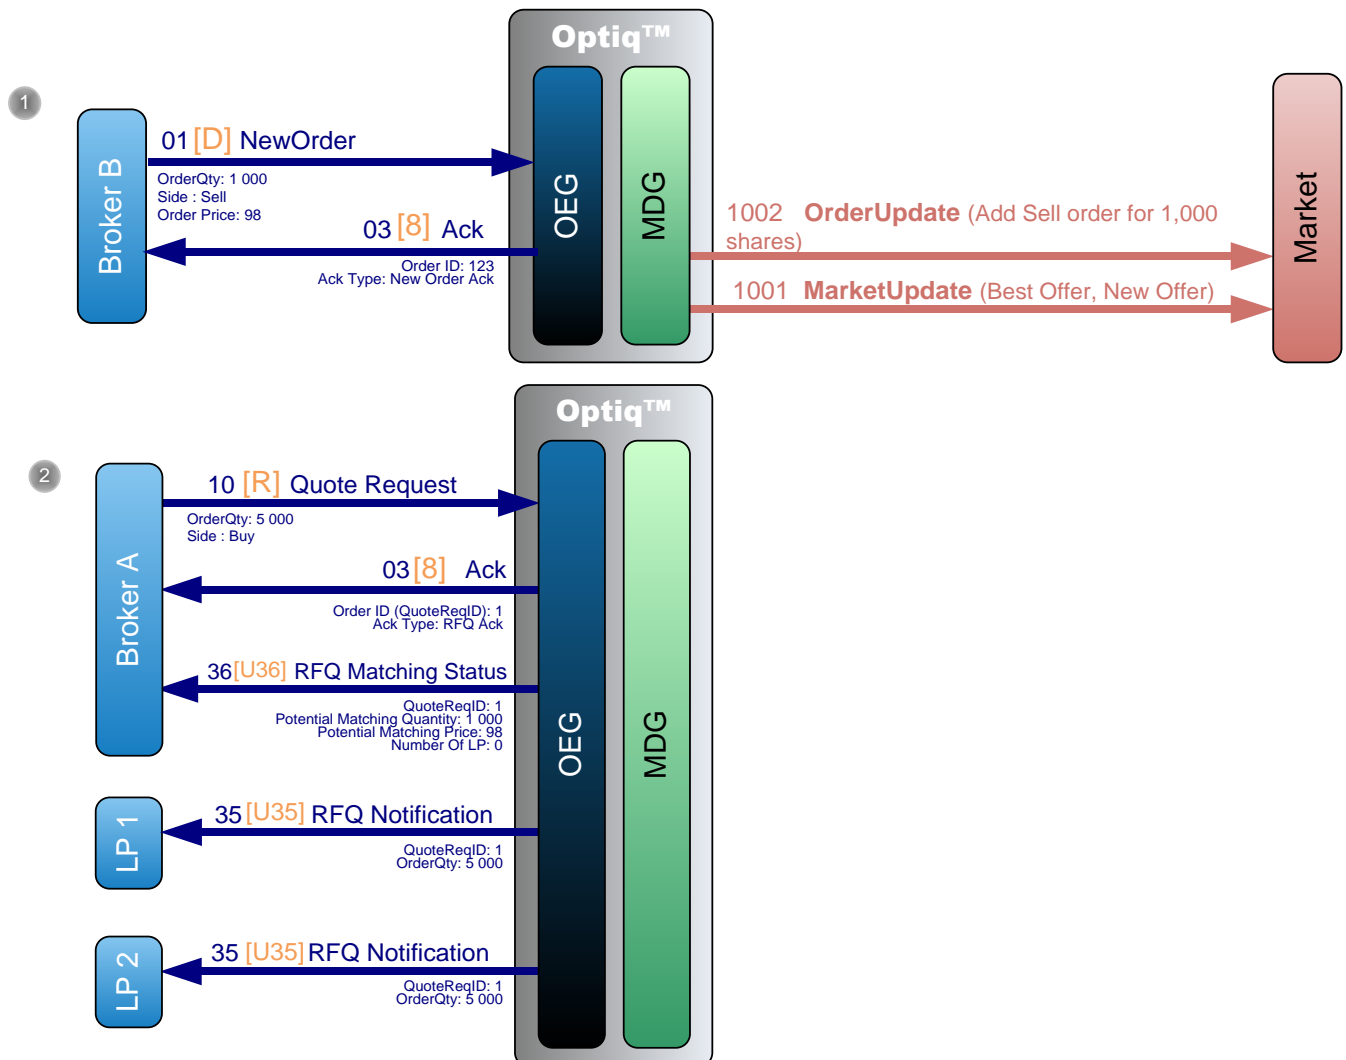 Optiq™
1
Broker B
01 [D] NewOrder
OrderQty: 1 000
Side : Sell
Order Price: 98
03 [8] Ack
Order ID: 123
Ack Type: New Order Ack
OEG
MDG
1002 OrderUpdate (Add Sell order for 1,000
shares)
1001 MarketUpdate (Best Offer, New Offer)
Market
Optiq™
2
Broker A
10 [R] Quote Request
OrderQty: 5 000
Side : Buy
03 [8] Ack
Order ID (QuoteReqID): 1
Ack Type: RFQ Ack
36 [U36] RFQ Matching Status
QuoteReqID: 1
Potential Matching Quantity: 1 000
Potential Matching Price: 98
Number Of LP: 0
OEG
MDG
LP 1
35 [U35] RFQ Notification
QuoteReqID: 1
OrderQty: 5 000
LP 2
35 [U35] RFQ Notification
QuoteReqID: 1
OrderQty: 5 000